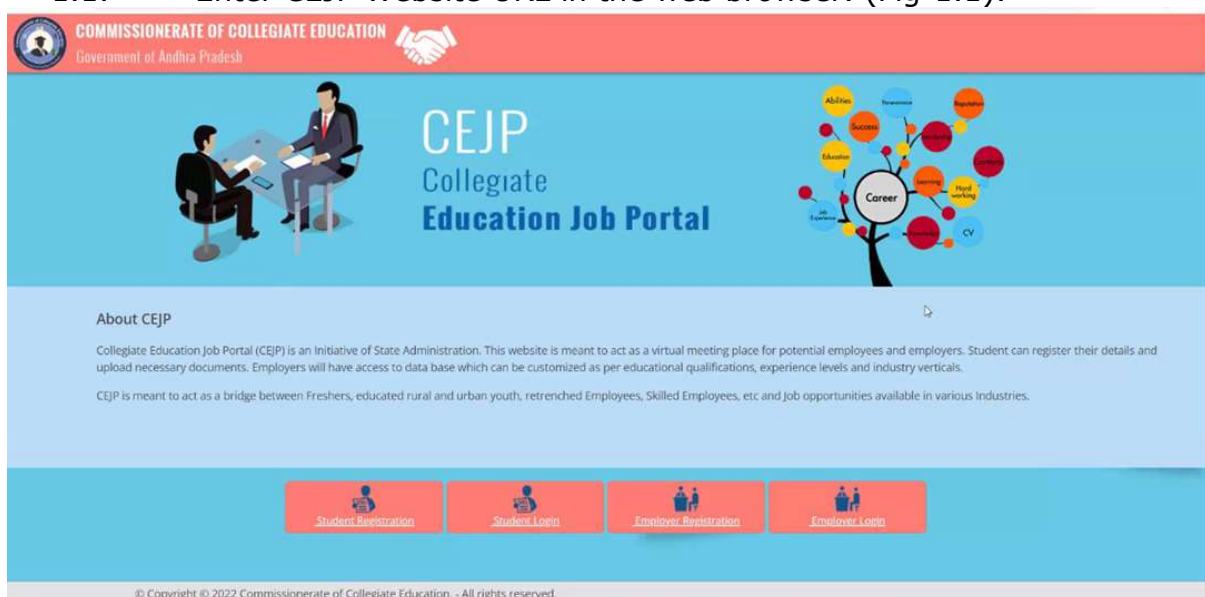 1.1. Enter CEJP Website URL in the web browser. (Fig 1.1).
COMMISSIONERATE OF COLLEGIATE EDUCATION
Government of Andhra Pradesh
CEJP
Collegiate
Education Job Portal
Abilities
Reputation
Success
Education
Learning
Hard
working
Career
Job
Experience
Knowledge
CV
About CEJP
Collegiate Education Job Portal (CEJP) is an Initiative of State Administration. This website is meant to act as a virtual meeting place for potential employees and employers. Student can register their details and
upload necessary documents. Employers will have access to data base which can be customized as per educational qualifications, experience levels and industry verticals.
CEJP is meant to act as a bridge between Freshers, educated rural and urban youth, retrenched Employees, Skilled Employees, etc and Job opportunities available in various Industries.
Student Registration
Student Login
Employer Registration
Employer Login
© Copyright © 2022 Commissionerate of Collegiate Education. - All rights reserved.